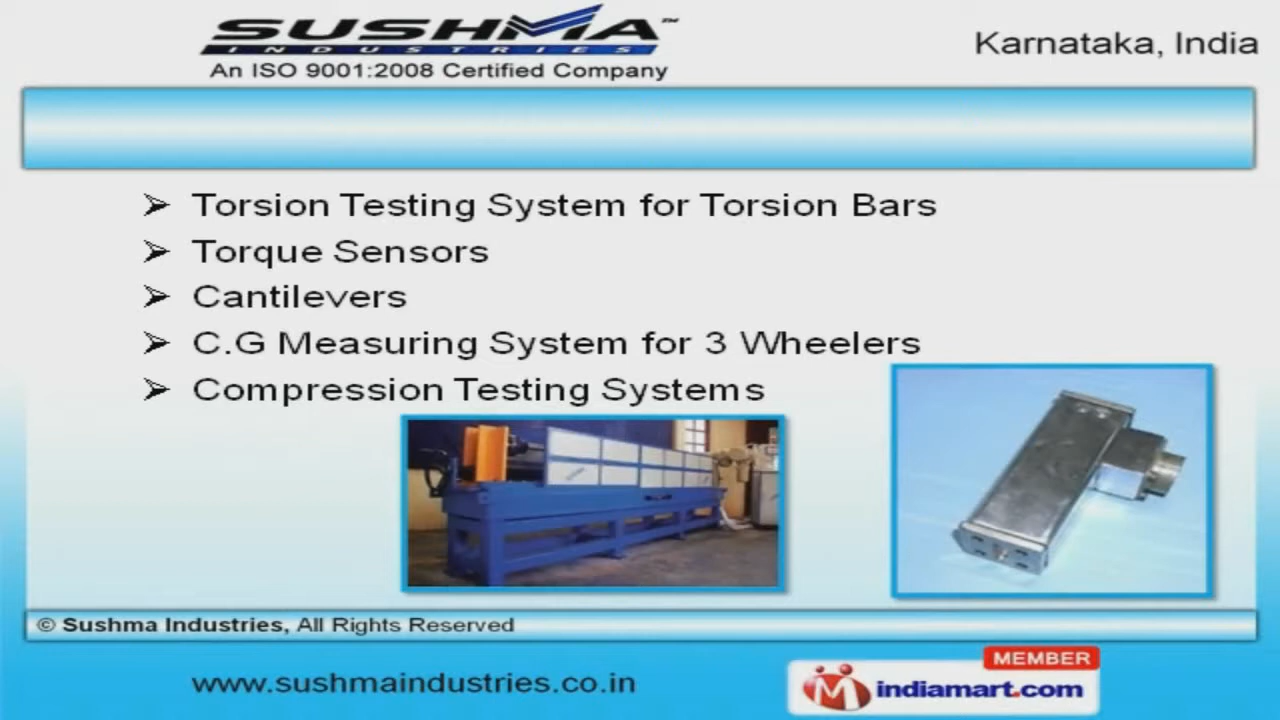 SUSHMA™
INDUSTRIES
An ISO 9001:2008 Certified Company
Karnataka, India
➢ Torsion Testing System for Torsion Bars
➢ Torque Sensors
➢ Cantilevers
➢ C.G Measuring System for 3 Wheelers
➢ Compression Testing Systems
© Sushma Industries, All Rights Reserved
www.sushmaindustries.co.in
MEMBER
indiamart.com